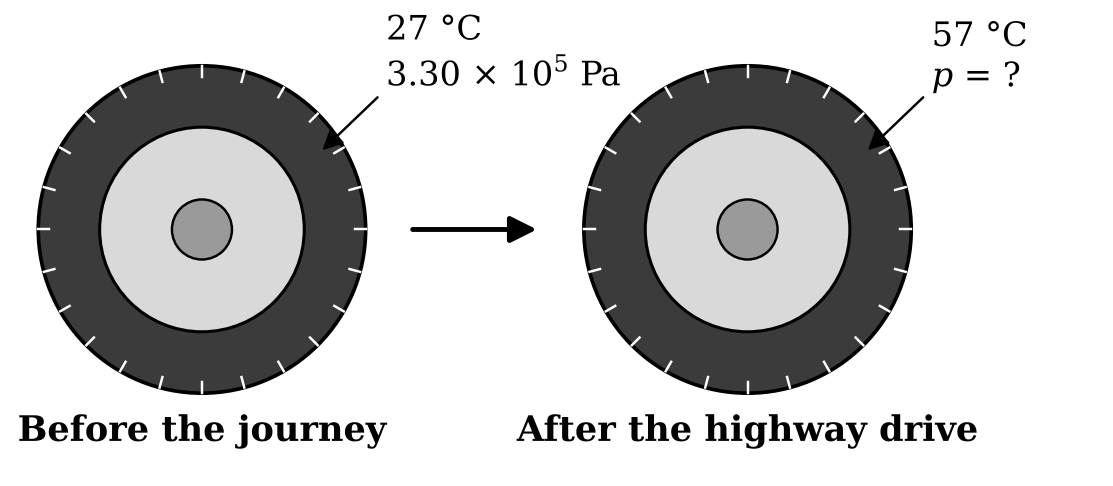 27 °C
3.30 × 10⁵ Pa
57 °C
p = ?
Before the journey
After the highway drive